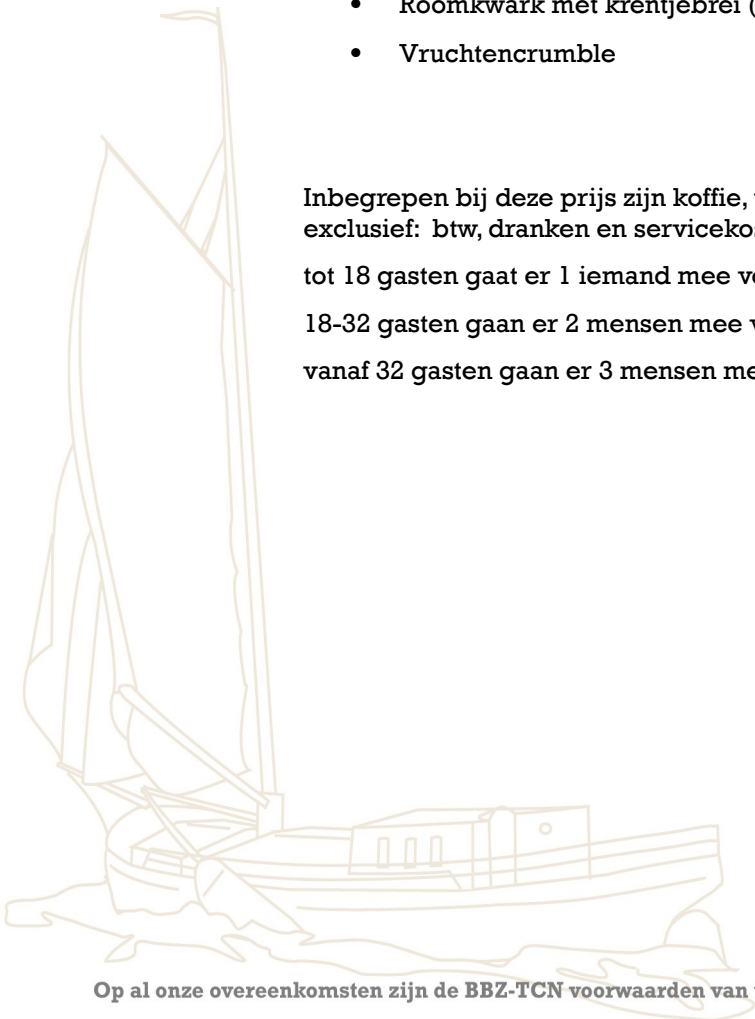 • Roomkwark met krentjebrei (
• Vruchtencrumble
Inbegrepen bij deze prijs zijn koffie,
exclusief: btw, dranken en serviceko
tot 18 gasten gaat er 1 iemand mee
18-32 gasten gaan er 2 mensen mee
vanaf 32 gasten gaan er 3 mensen me
Op al onze overeenkomsten zijn de BBZ-TCN voorwaarden van